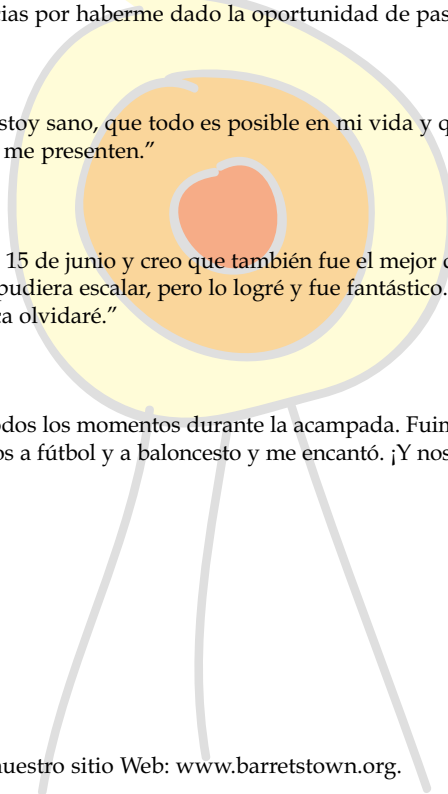 cias por haberme dado la oportunidad de pas
stoy sano, que todo es posible en mi vida y q
me presenten.”
15 de junio y creo que también fue el mejor
pudiera escalar, pero lo logré y fue fantástico.
ca olvidaré.”
odos los momentos durante la acampada. Fuin
os a fútbol y a baloncesto y me encantó. ¡Y nos
nuestro sitio Web: www.barretstown.org.